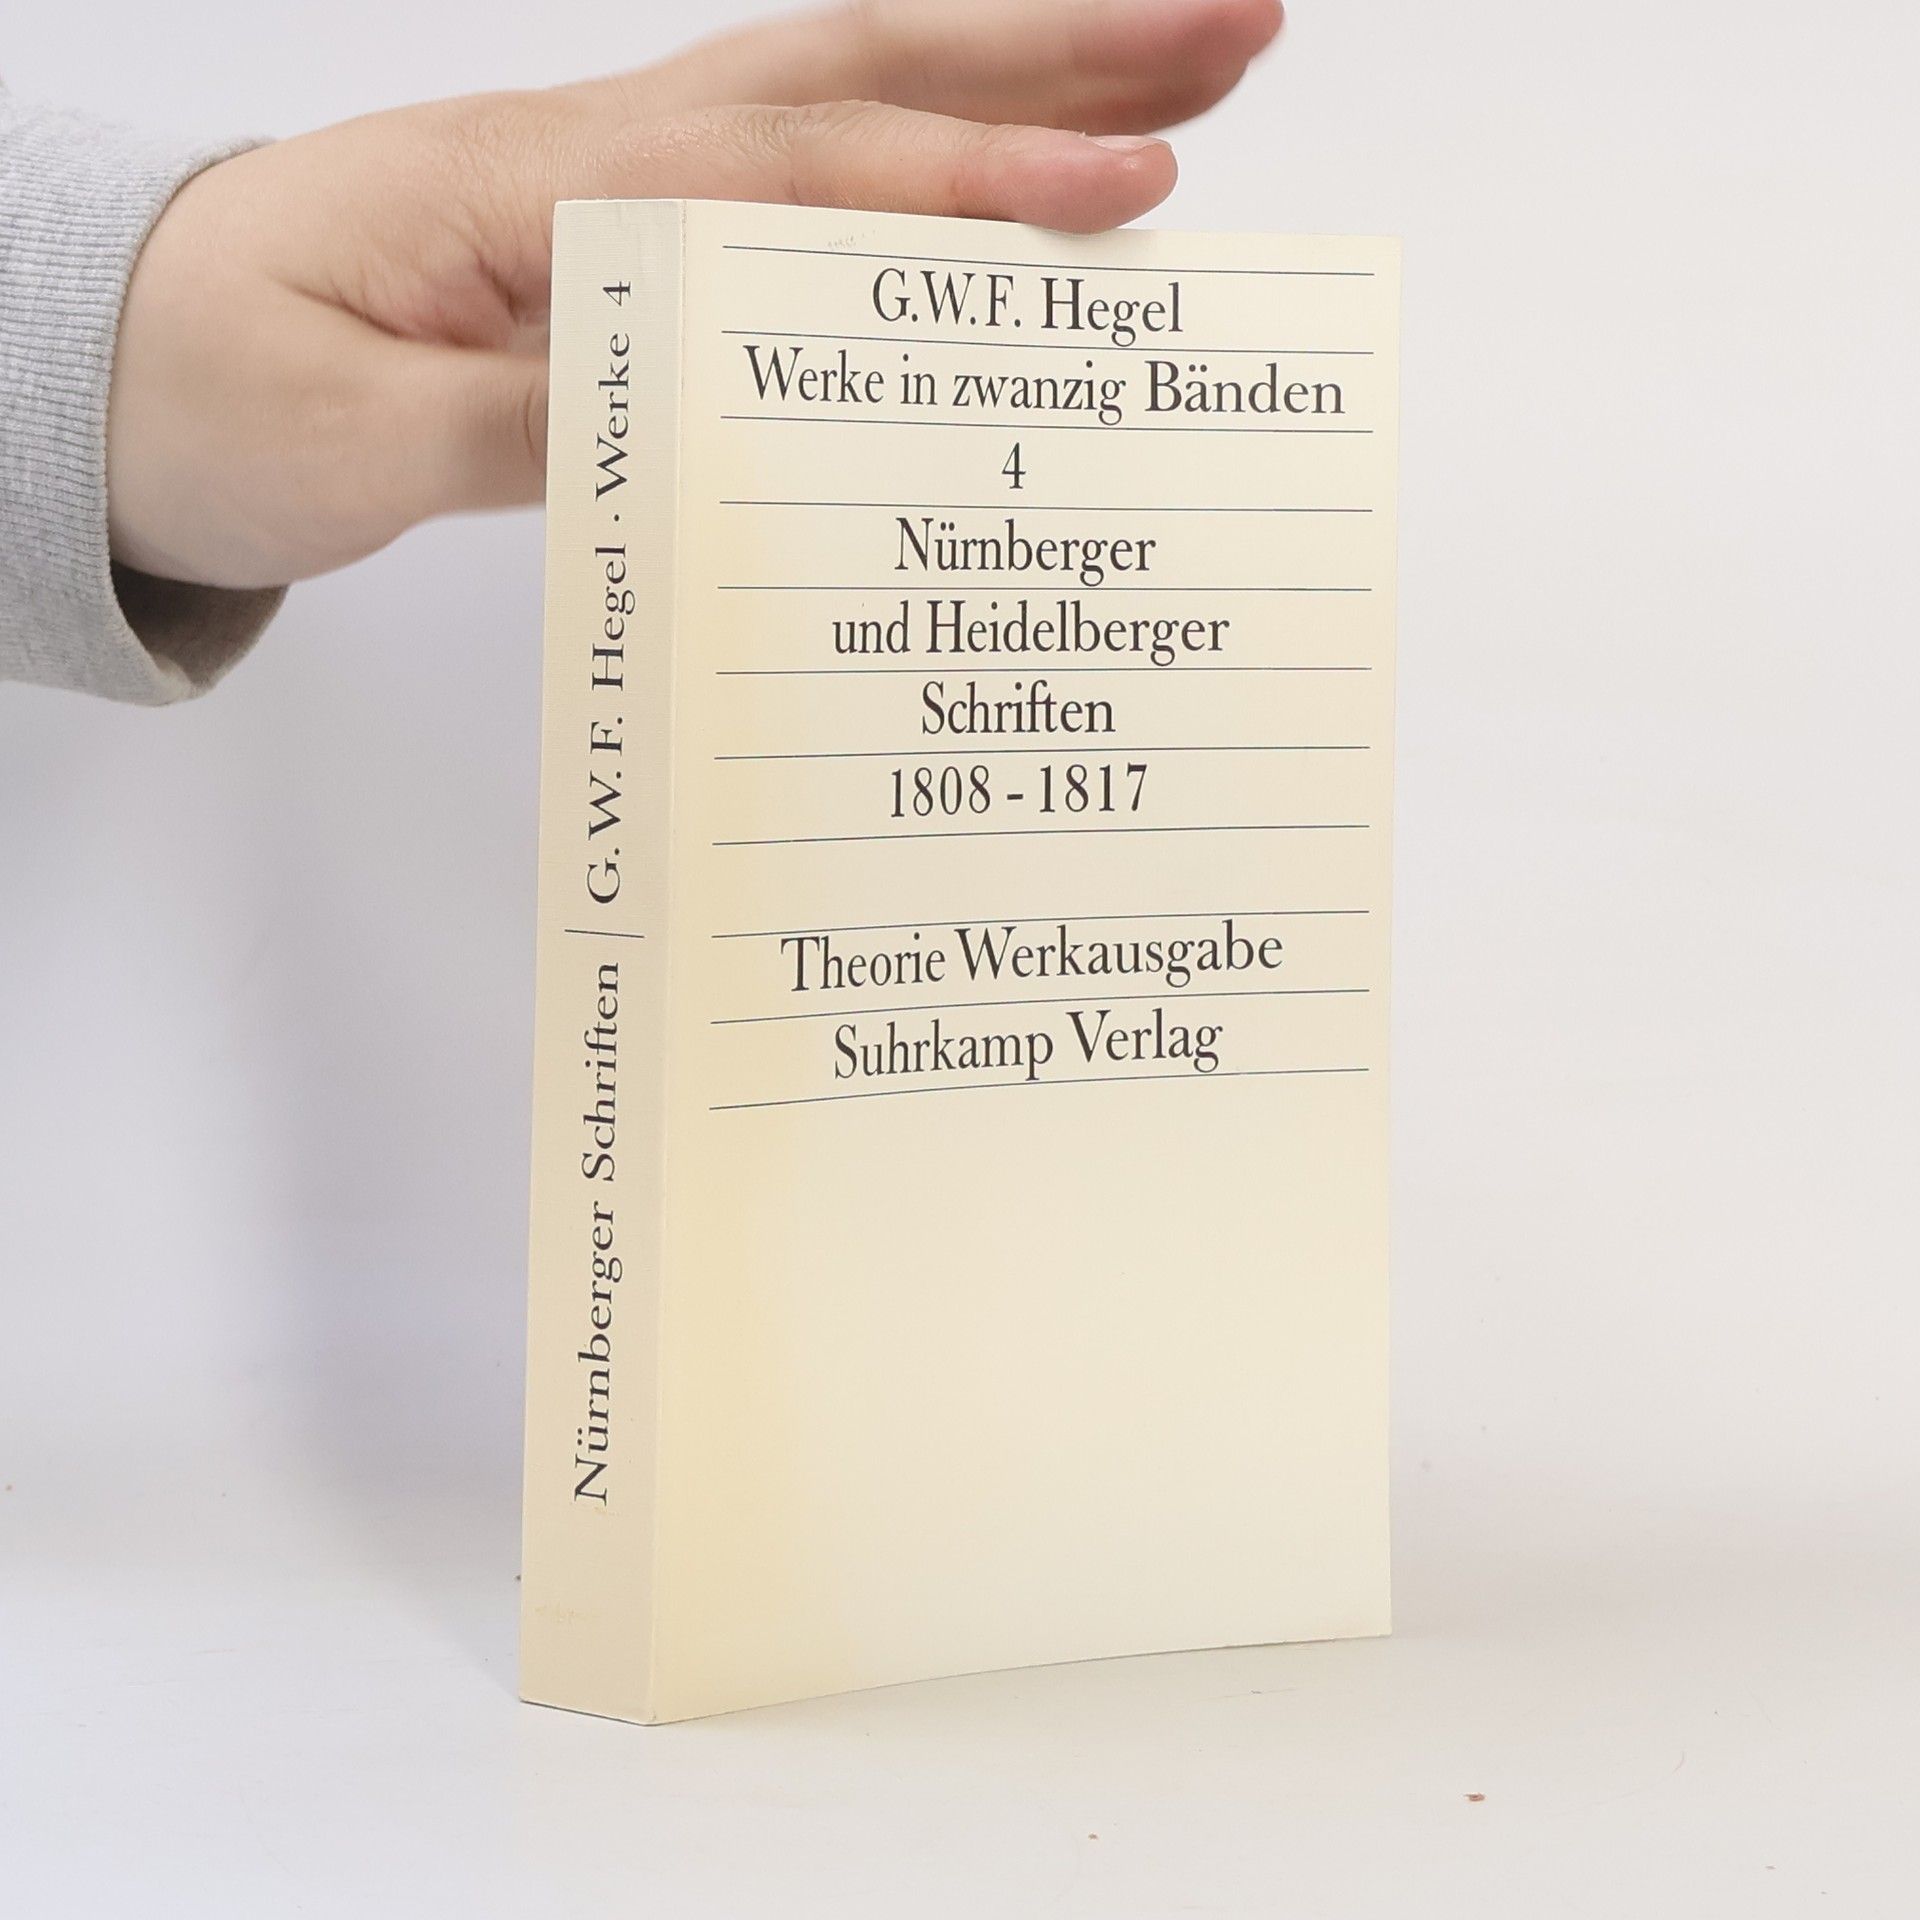 G.W.F. Hegel
Werke in zwanzig Bänden
4
Nürnberger
und Heidelberger
Schriften
1808 - 1817
Theorie Werkausgabe
Suhrkamp Verlag
Nürnberger Schriften | G. W. F. Hegel · Werke 4